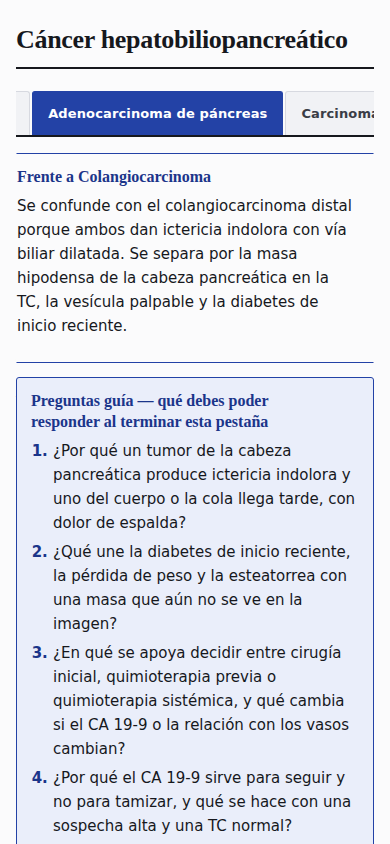 Cáncer hepatobiliopancreático
Adenocarcinoma de páncreas
Carcinoma
Frente a Colangiocarcinoma
Se confunde con el colangiocarcinoma distal
porque ambos dan ictericia indolora con vía
biliar dilatada. Se separa por la masa
hipodensa de la cabeza pancreática en la
TC, la vesícula palpable y la diabetes de
inicio reciente.
Preguntas guía — qué debes poder
responder al terminar esta pestaña
1. ¿Por qué un tumor de la cabeza
pancreática produce ictericia indolora y
uno del cuerpo o la cola llega tarde, con
dolor de espalda?
2. ¿Qué une la diabetes de inicio reciente,
la pérdida de peso y la esteatorrea con
una masa que aún no se ve en la
imagen?
3. ¿En qué se apoya decidir entre cirugía
inicial, quimioterapia previa o
quimioterapia sistémica, y qué cambia
si el CA 19-9 o la relación con los vasos
cambian?
4. ¿Por qué el CA 19-9 sirve para seguir y
no para tamizar, y qué se hace con una
sospecha alta y una TC normal?